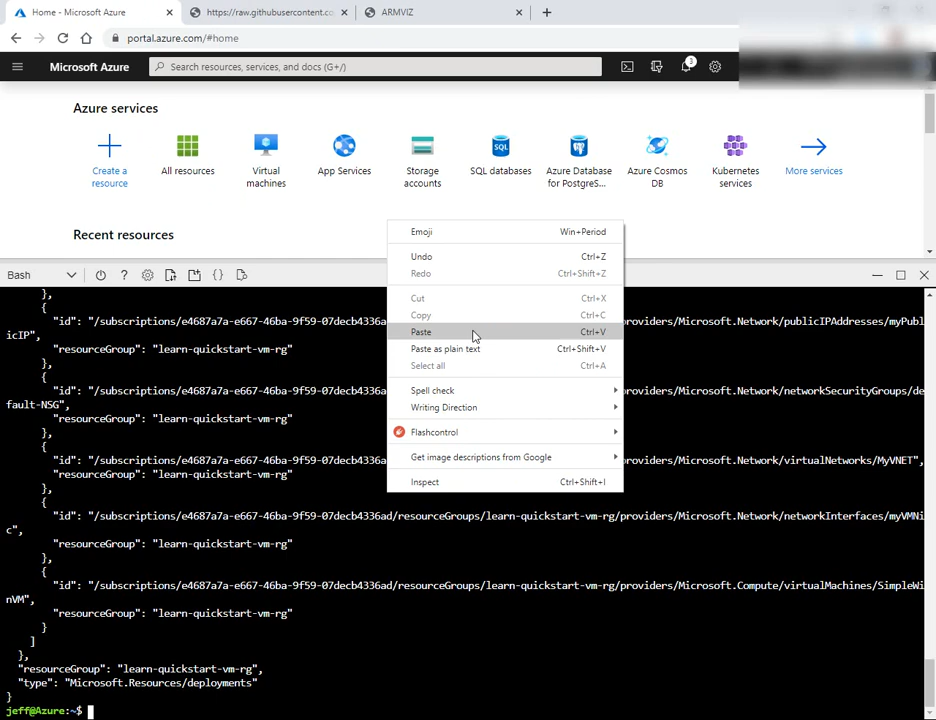 Home - Microsoft Azure
https://raw.githubusercontent.co
ARMVIZ
portal.azure.com/#home
Microsoft Azure
Search resources, services, and docs (G+/)
3
Azure services
Create a resource
All resources
Virtual machines
App Services
Storage accounts
SQL
SQL databases
Azure Database for PostgreS...
Azure Cosmos DB
Kubernetes services
More services
Recent resources
Emoji Win+Period
Undo Ctrl+Z
Redo Ctrl+Shift+Z
Cut Ctrl+X
Copy Ctrl+C
Paste Ctrl+V
Paste as plain text Ctrl+Shift+V
Select all Ctrl+A
Spell check
Writing Direction
Flashcontrol
Get image descriptions from Google
Inspect Ctrl+Shift+I
Bash
?
{}
},
{
"id": "/subscriptions/e4687a7a-e667-46ba-9f59-07decb4336a Microsoft.Network/publicIPAddresses/myPubl
icIP",
"resourceGroup": "learn-quickstart-vm-rg"
},
{
"id": "/subscriptions/e4687a7a-e667-46ba-9f59-07decb4336a Microsoft.Network/networkSecurityGroups/de
fault-NSG",
"resourceGroup": "learn-quickstart-vm-rg"
},
{
"id": "/subscriptions/e4687a7a-e667-46ba-9f59-07decb4336a Microsoft.Network/virtualNetworks/MyVNET",
"resourceGroup": "learn-quickstart-vm-rg"
},
{
"id": "/subscriptions/e4687a7a-e667-46ba-9f59-07decb4336ad/resourceGroups/learn-quickstart-vm-rg/providers/Microsoft.Network/networkInterfaces/myVMNi
c",
"resourceGroup": "learn-quickstart-vm-rg"
},
{
"id": "/subscriptions/e4687a7a-e667-46ba-9f59-07decb4336ad/resourceGroups/learn-quickstart-vm-rg/providers/Microsoft.Compute/virtualMachines/SimpleWi
nVM",
"resourceGroup": "learn-quickstart-vm-rg"
}
]
},
"resourceGroup": "learn-quickstart-vm-rg",
"type": "Microsoft.Resources/deployments"
}
jeff@Azure:~$